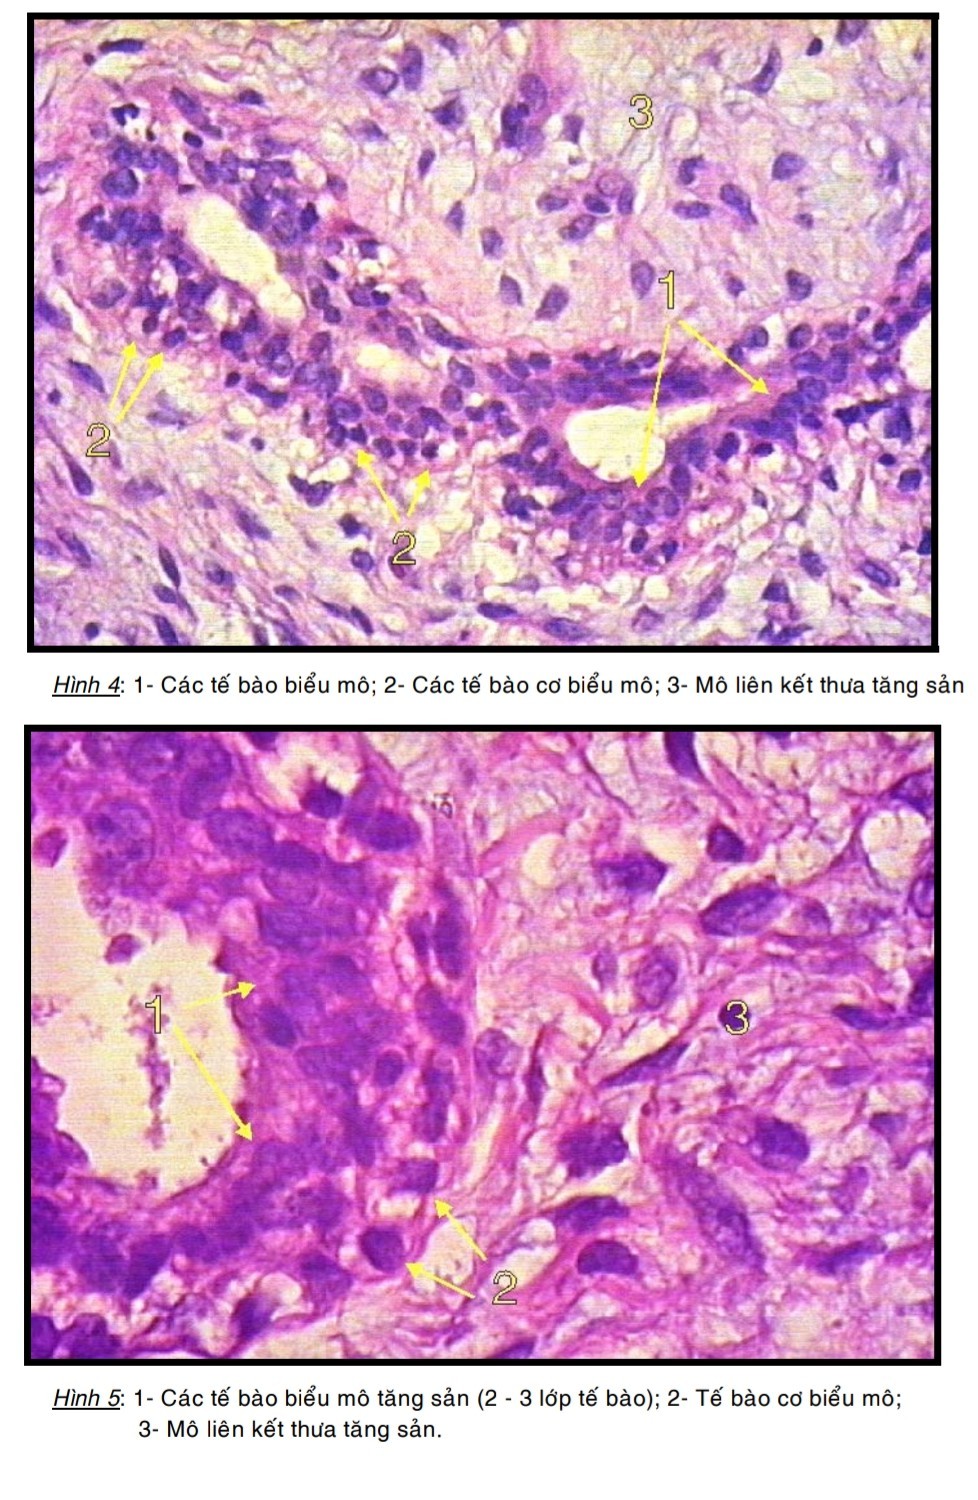 3
1
2
2
Hình 4: 1- Các tế bào biểu mô; 2- Các tế bào cơ biểu mô; 3- Mô liên kết thưa tăng sản
1
3
2
Hình 5: 1- Các tế bào biểu mô tăng sản (2 - 3 lớp tế bào); 2- Tế bào cơ biểu mô;
3- Mô liên kết thưa tăng sản.